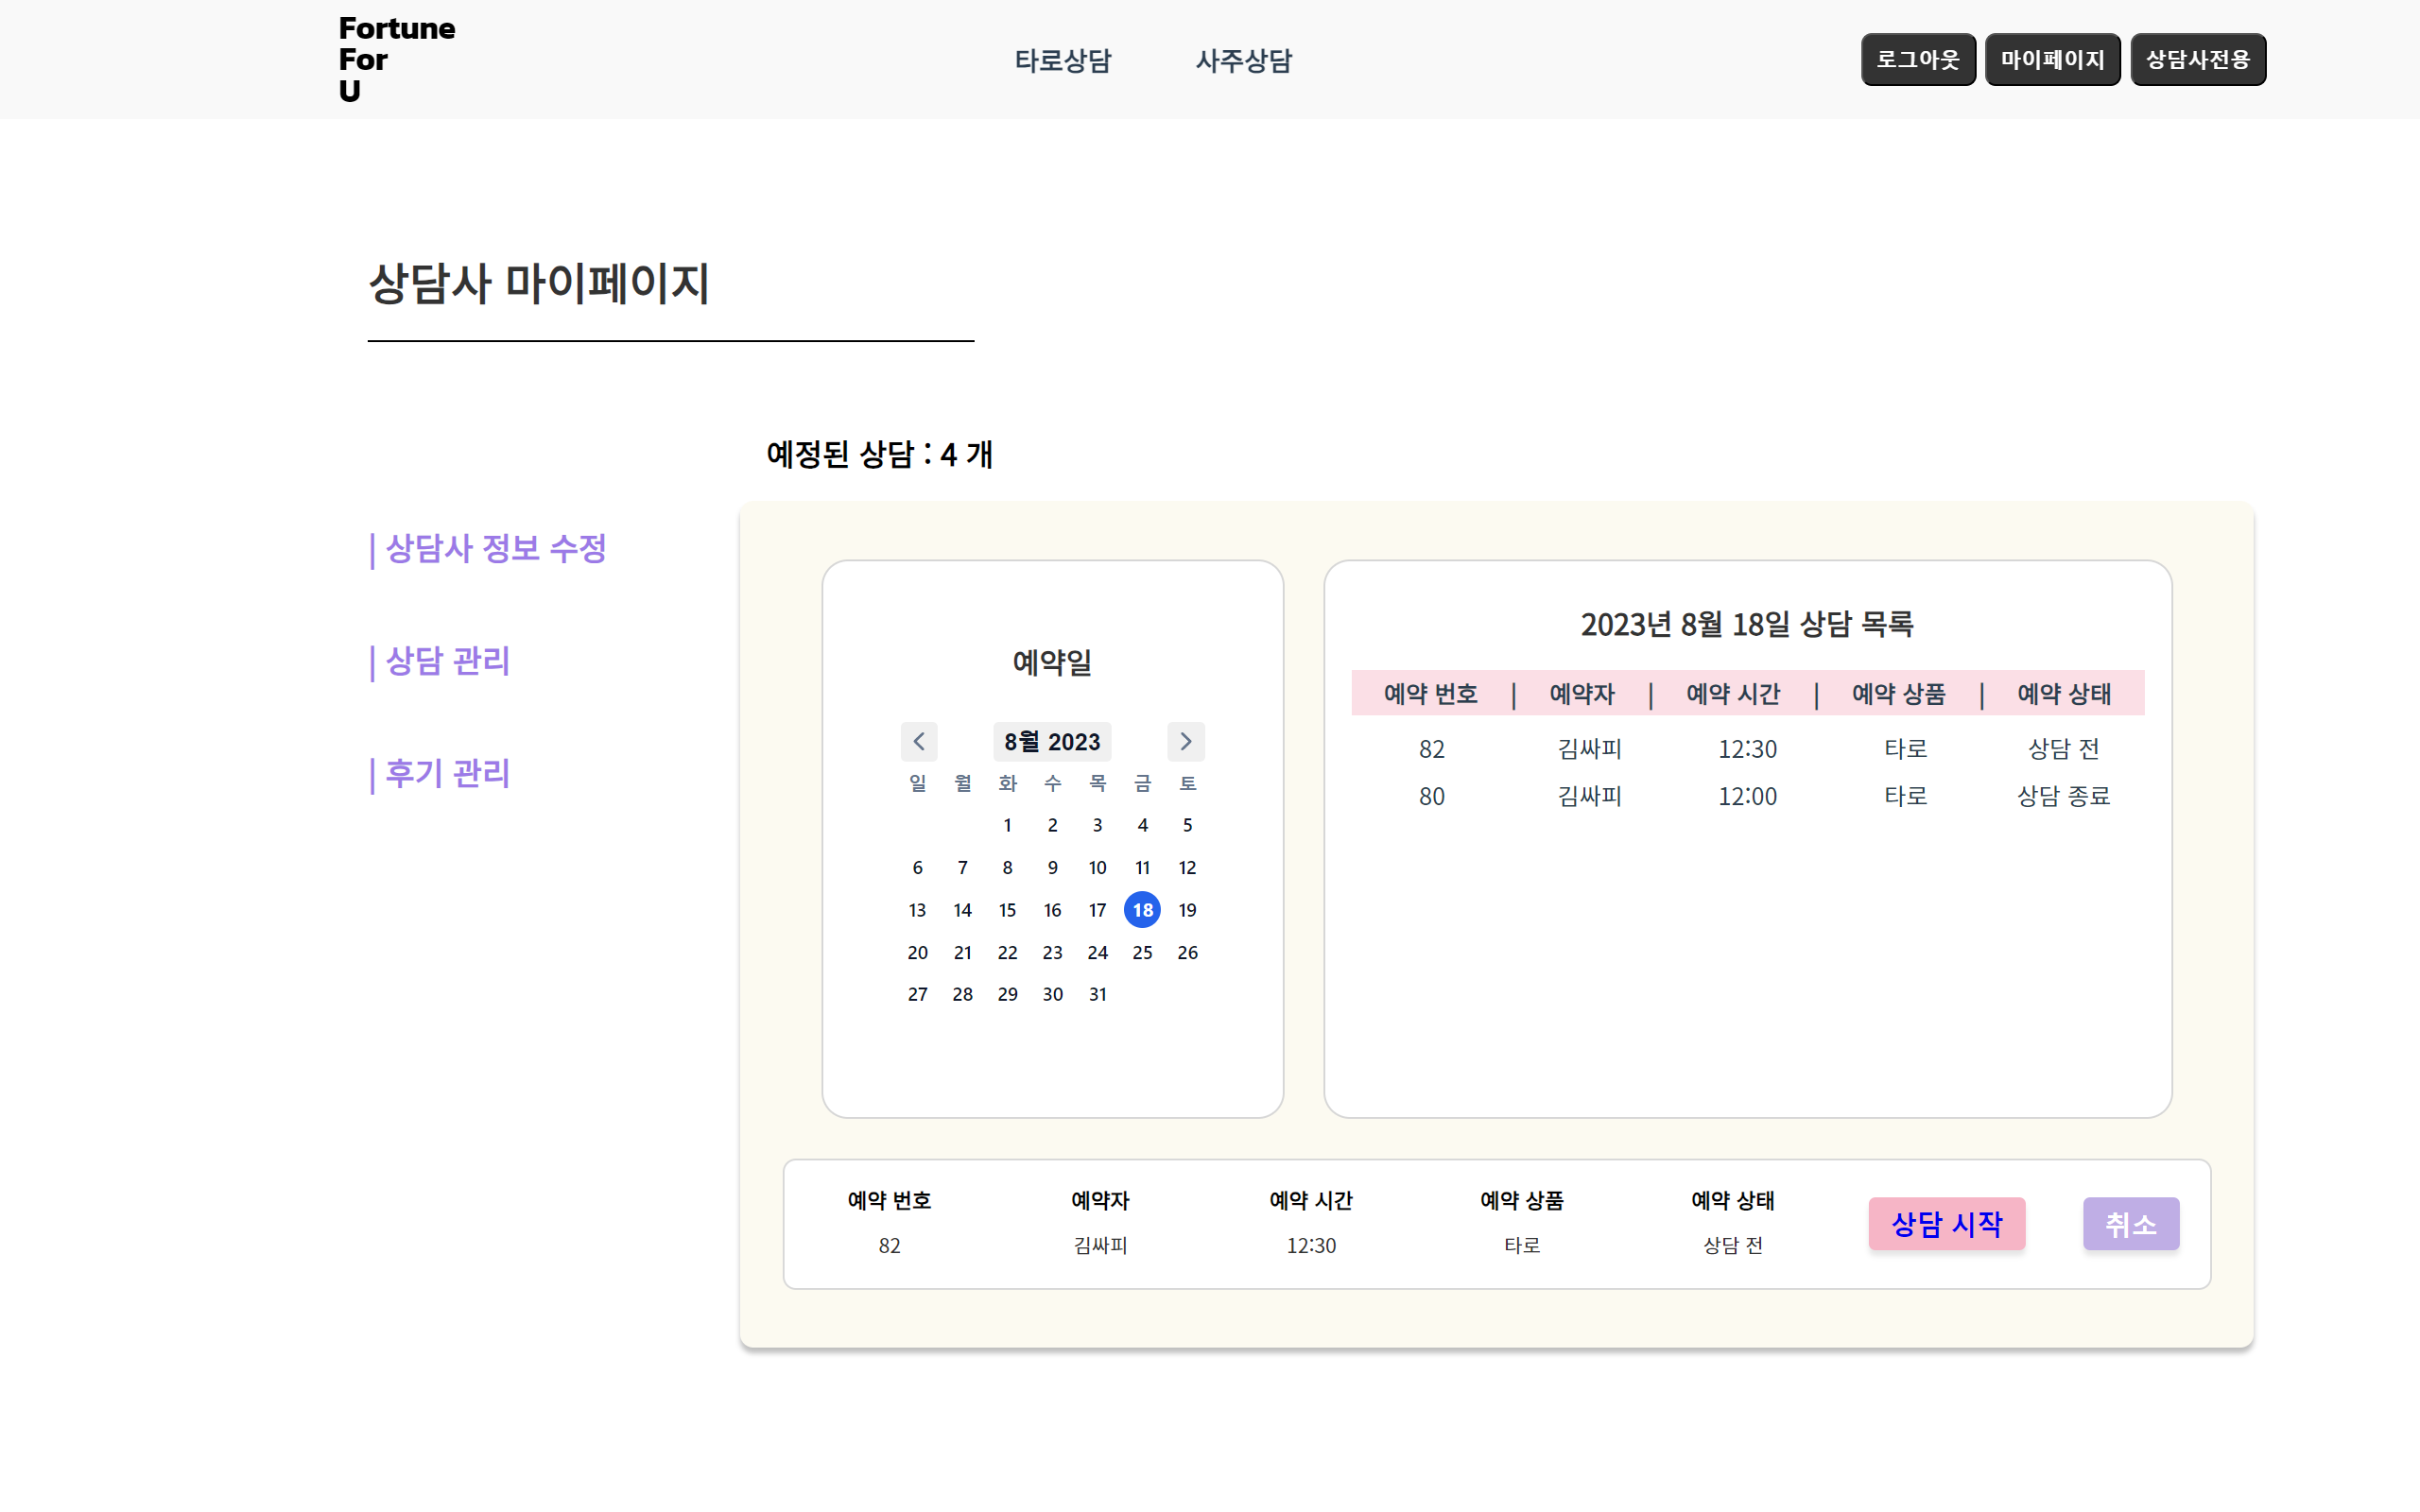 Fortune
For
U
타로상담 사주상담
로그아웃 마이페이지 상담사전용
상담사 마이페이지
예정된 상담 : 4 개
| 상담사 정보 수정
| 상담 관리
| 후기 관리
예약일
8월 2023
일 월 화 수 목 금 토
1 2 3 4 5
6 7 8 9 10 11 12
13 14 15 16 17 18 19
20 21 22 23 24 25 26
27 28 29 30 31
2023년 8월 18일 상담 목록
예약 번호 | 예약자 | 예약 시간 | 예약 상품 | 예약 상태
82 김싸피 12:30 타로 상담 전
80 김싸피 12:00 타로 상담 종료
예약 번호 예약자 예약 시간 예약 상품 예약 상태
82 김싸피 12:30 타로 상담 전
상담 시작 취소